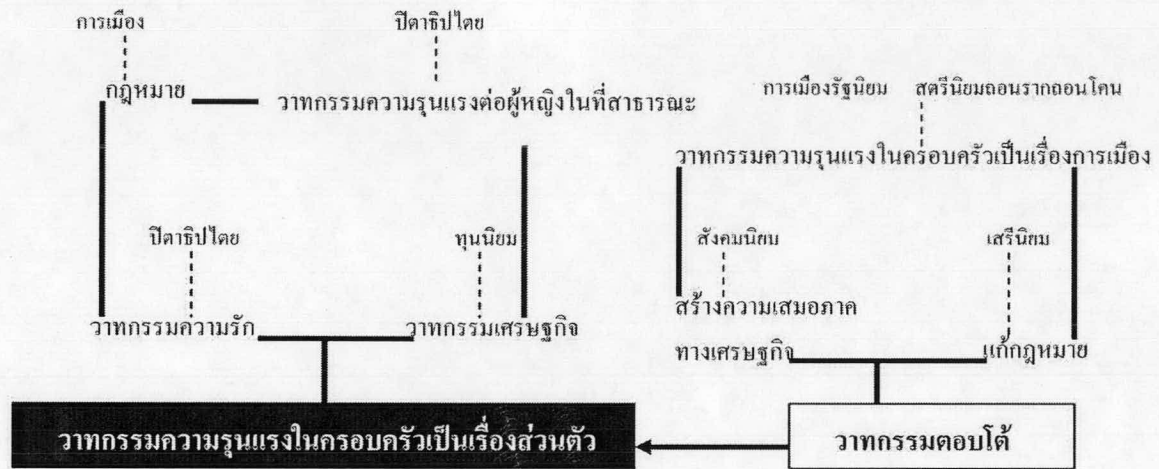 การเมือง
ปิตาธิปไตย
กฎหมาย
วาทกรรมความรุนแรงต่อผู้หญิงในที่สาธารณะ
ปิตาธิปไตย
ทุนนิยม
วาทกรรมความรัก
วาทกรรมเศรษฐกิจ
วาทกรรมความรุนแรงในครอบครัวเป็นเรื่องส่วนตัว
การเมืองรัฐนิยม
สตรีนิยมถอนรากถอนโคน
วาทกรรมความรุนแรงในครอบครัวเป็นเรื่องการเมือง
สังคมนิยม
เสรีนิยม
สร้างความเสมอภาค
ทางเศรษฐกิจ
แก้กฎหมาย
วาทกรรมตอบโต้